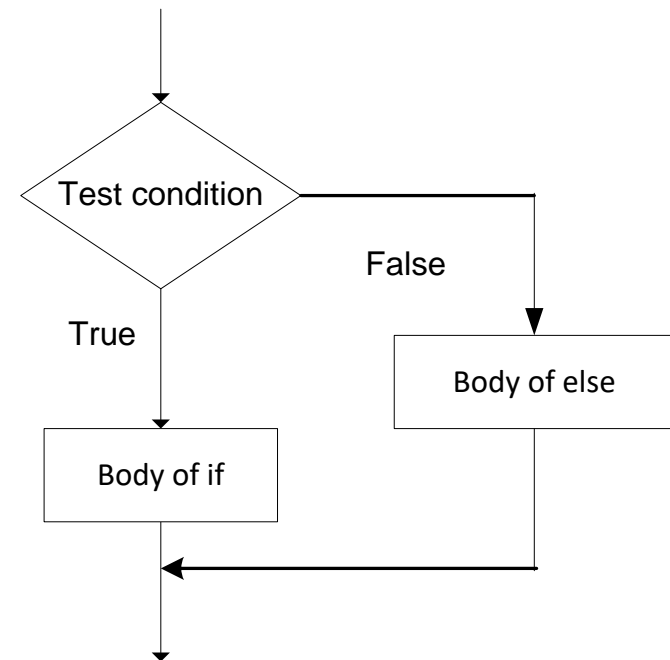 Test condition
False
True
Body of else
Body of if